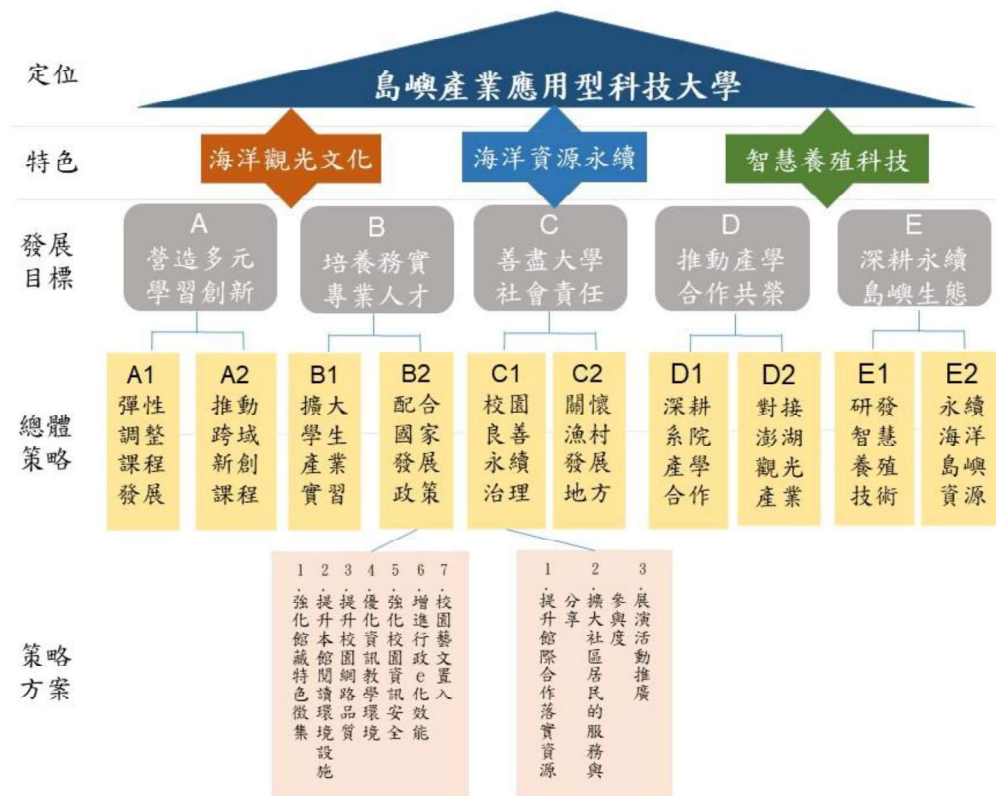 定位
島嶼產業應用型科技大學
特色
海洋觀光文化
海洋資源永續
智慧養殖科技
發展
目標
A
營造多元
學習創新
B
培養務實
專業人才
C
善盡大學
社會責任
D
推動產學
合作共榮
E
深耕永續
島嶼生態
總體
策略
A1
彈性
調整
課程
發展
A2
推動
跨域
新創
課程
B1
擴大
學生
產業
實習
B2
配合
國家
發展
政策
C1
校園
良善
永續
治理
C2
關懷
漁村
發展
地方
D1
深耕
系院
產學
合作
D2
對接
澎湖
觀光
產業
E1
研發
智慧
養殖
技術
E2
永續
海洋
島嶼
資源
策略
方案
1.強化館藏特色徵集
2.提升本館閱讀環境設施
3.提升校園網路品質
4.優化資訊教學環境
5.強化校園資訊安全
6.增進行政e化效能
7.校園藝文置入
1.提升館際合作落實資源
分享
2.擴大社區居民的服務與
參與度
3.展演活動推廣